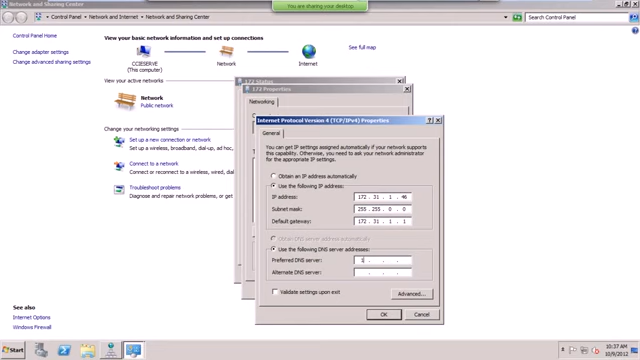 Network and Sharing Center
You are sharing your desktop
Control Panel ▸ Network and Internet ▸ Network and Sharing Center
Search Control Panel
Control Panel Home
Change adapter settings
Change advanced sharing settings
View your basic network information and set up connections
See full map
CCIESERVE
(This computer)
Network
Internet
View your active networks
Network
Public network
Change your networking settings
Set up a new connection or network
Set up a wireless, broadband, dial-up, ad hoc,
Connect to a network
Connect or reconnect to a wireless, wired, dial
Troubleshoot problems
Diagnose and repair network problems, or get
172 Status
172 Properties
Networking
Internet Protocol Version 4 (TCP/IPv4) Properties
General
You can get IP settings assigned automatically if your network supports
this capability. Otherwise, you need to ask your network administrator
for the appropriate IP settings.
Obtain an IP address automatically
Use the following IP address:
IP address:
172 . 31 . 1 . 46
Subnet mask:
255 . 255 . 0 . 0
Default gateway:
172 . 31 . 1 . 1
Obtain DNS server address automatically
Use the following DNS server addresses:
Preferred DNS server:
1 . . .
Alternate DNS server:
. . .
Validate settings upon exit
Advanced...
OK
Cancel
See also
Internet Options
Windows Firewall
Start
10:37 AM
10/9/2012